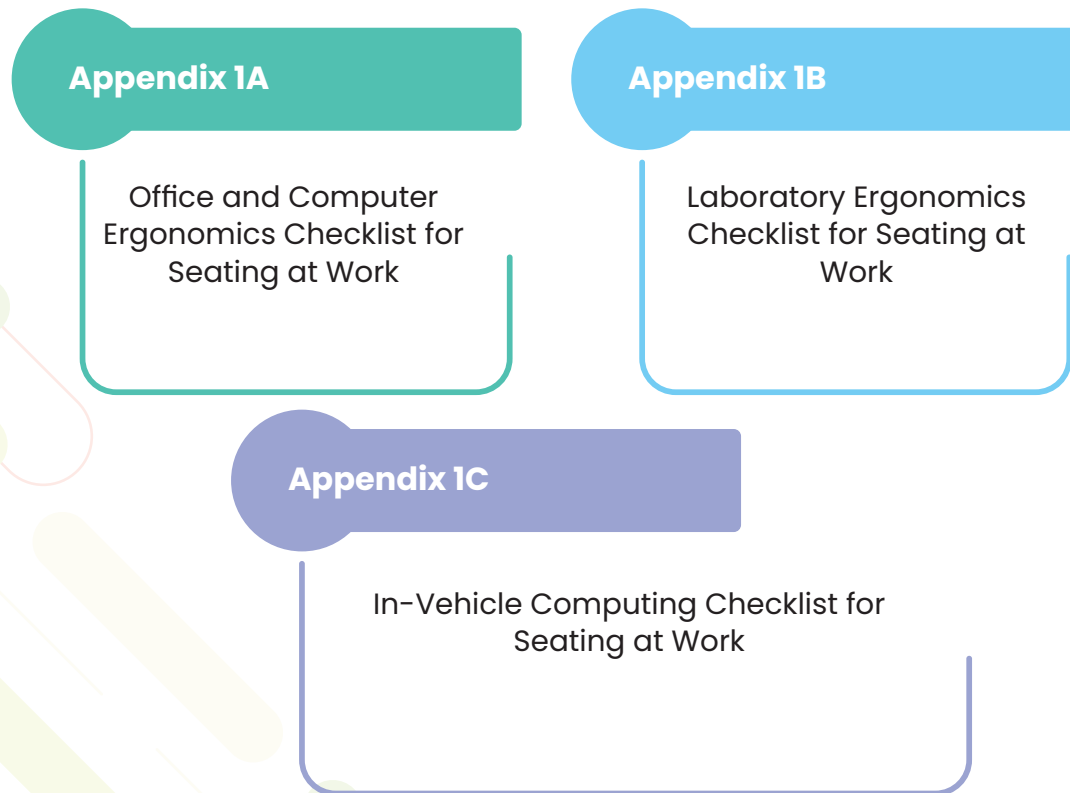 Appendix 1A
Office and Computer
Ergonomics Checklist for
Seating at Work
Appendix 1B
Laboratory Ergonomics
Checklist for Seating at
Work
Appendix 1C
In-Vehicle Computing Checklist for
Seating at Work